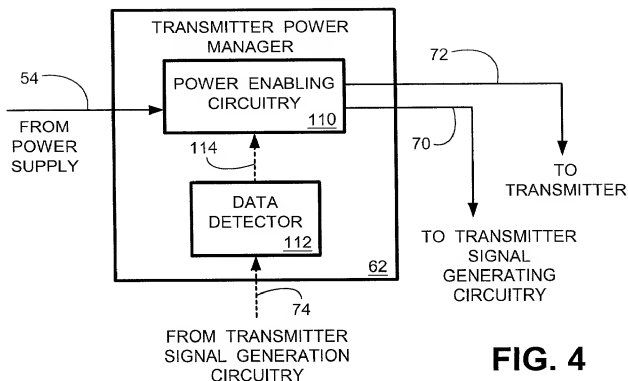 TRANSMITTER POWER
MANAGER
54
72
POWER ENABLING
CIRCUITRY
110
FROM
POWER
SUPPLY
70
114
TO
TRANSMITTER
DATA
DETECTOR
112
TO TRANSMITTER
SIGNAL
GENERATING
CIRCUITRY
62
74
FROM TRANSMITTER
SIGNAL GENERATION
CIRCUITRY
FIG. 4